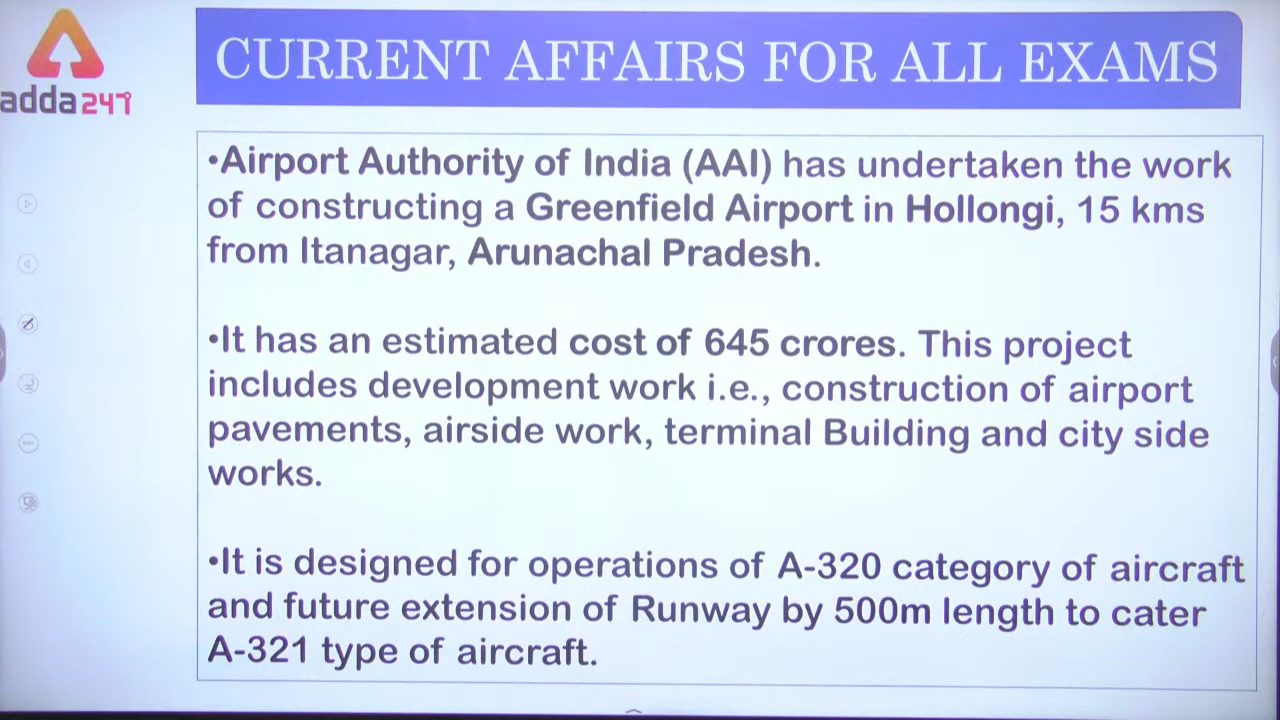 CURRENT AFFAIRS FOR ALL EXAMS
adda247
•Airport Authority of India (AAI) has undertaken the work
of constructing a Greenfield Airport in Hollongi, 15 kms
from Itanagar, Arunachal Pradesh.
•It has an estimated cost of 645 crores. This project
includes development work i.e., construction of airport
pavements, airside work, terminal Building and city side
works.
•It is designed for operations of A-320 category of aircraft
and future extension of Runway by 500m length to cater
A-321 type of aircraft.